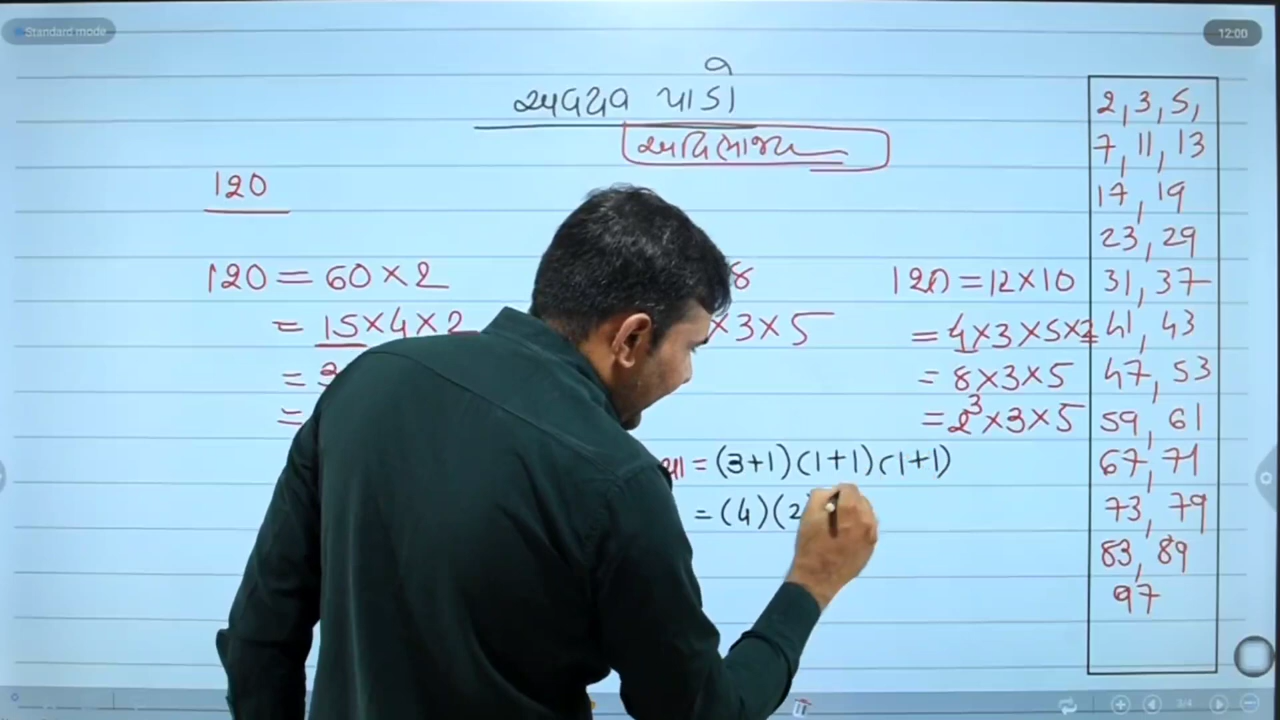 Standard mode
12:00
અવયવ પાડો
અવિભાજ્ય
120
120 = 60 × 2
= 15 × 4 × 2
= 3
=
8
× 3 × 5
120 = 12 × 10
= 4 × 3 × 5 × 2
= 8 × 3 × 5
= 2³ × 3 × 5
= (3+1) (1+1) (1+1)
= (4) (2
2, 3, 5,
7, 11, 13
17, 19
23, 29
31, 37
41, 43
47, 53
59, 61
67, 71
73, 79
83, 89
97
3/4